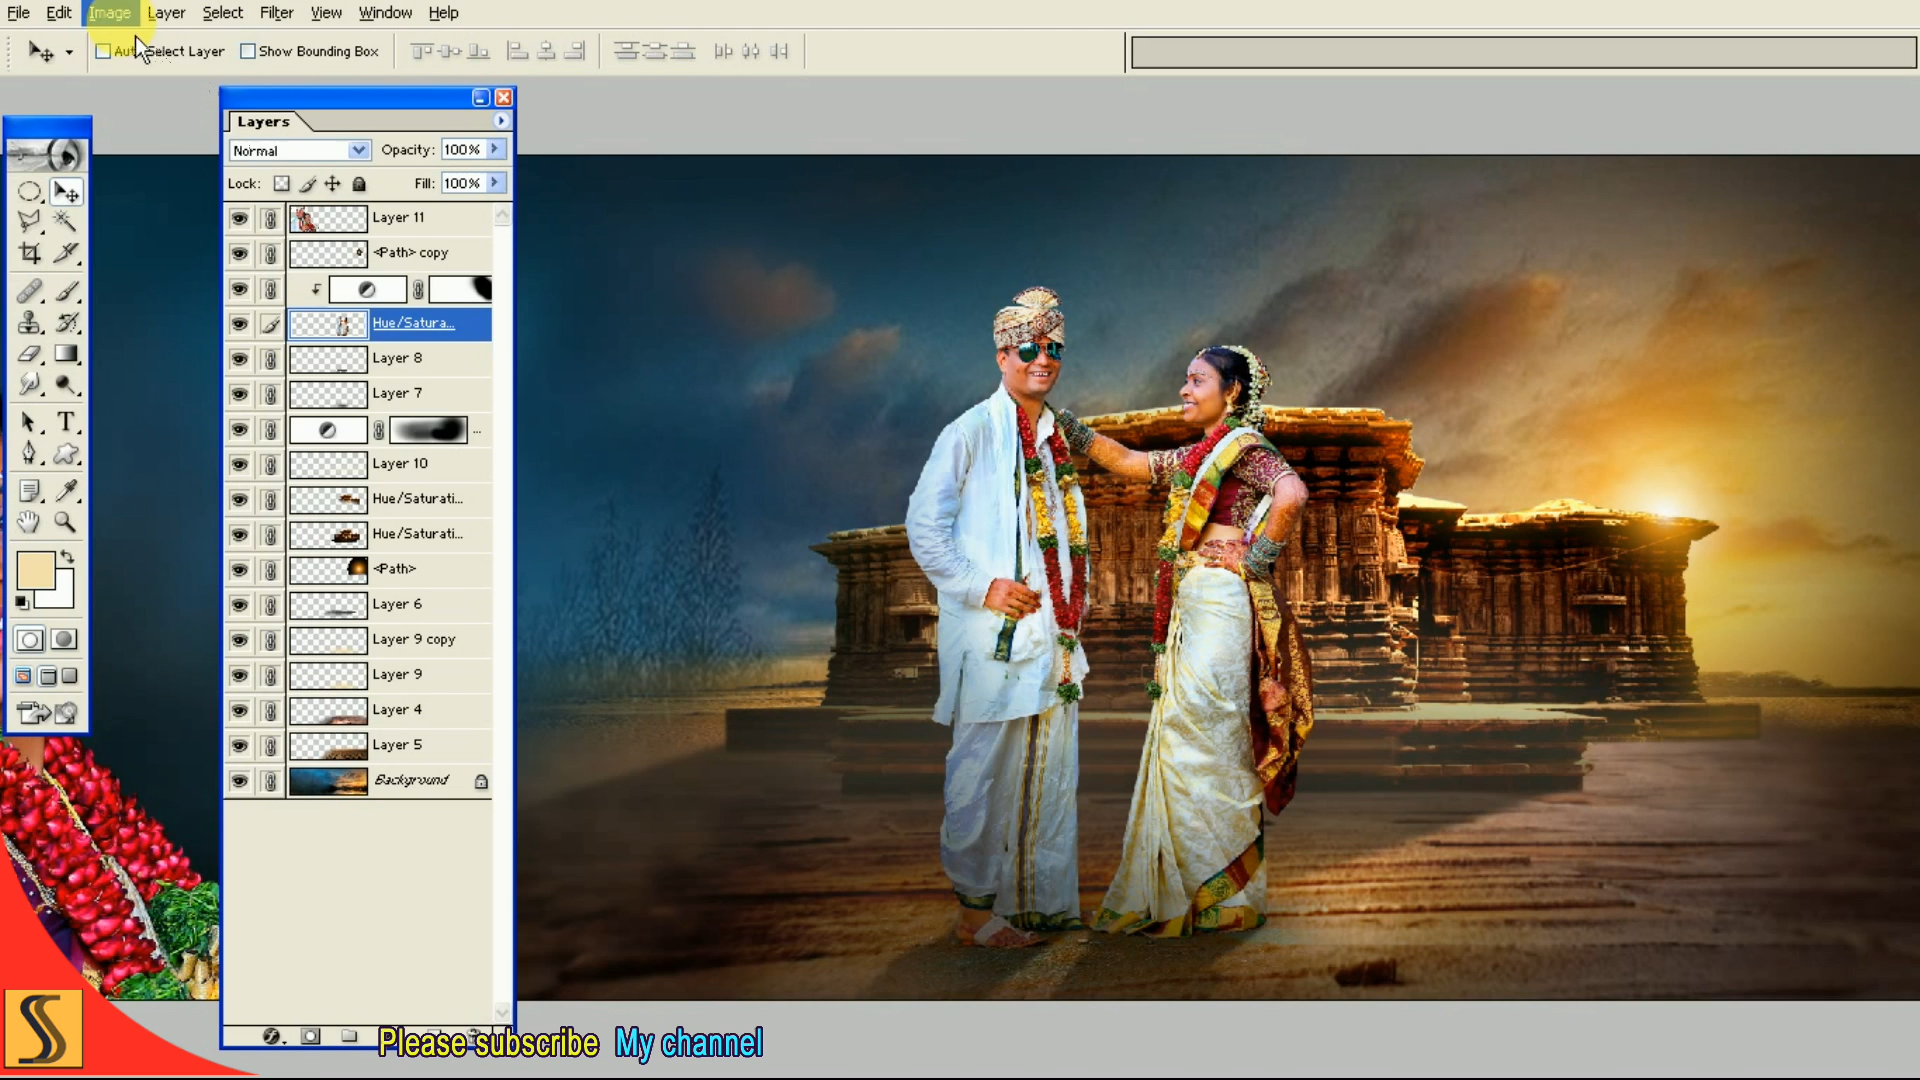 File Edit Image Layer Select Filter View Window Help
Auto Select Layer Show Bounding Box
Layers
Normal Opacity: 100%
Lock: Fill: 100%
Layer 11
<Path> copy
Hue/Satura...
Layer 8
Layer 7
...
Layer 10
Hue/Saturati...
Hue/Saturati...
<Path>
Layer 6
Layer 9 copy
Layer 9
Layer 4
Layer 5
Background
Please subscribe My channel